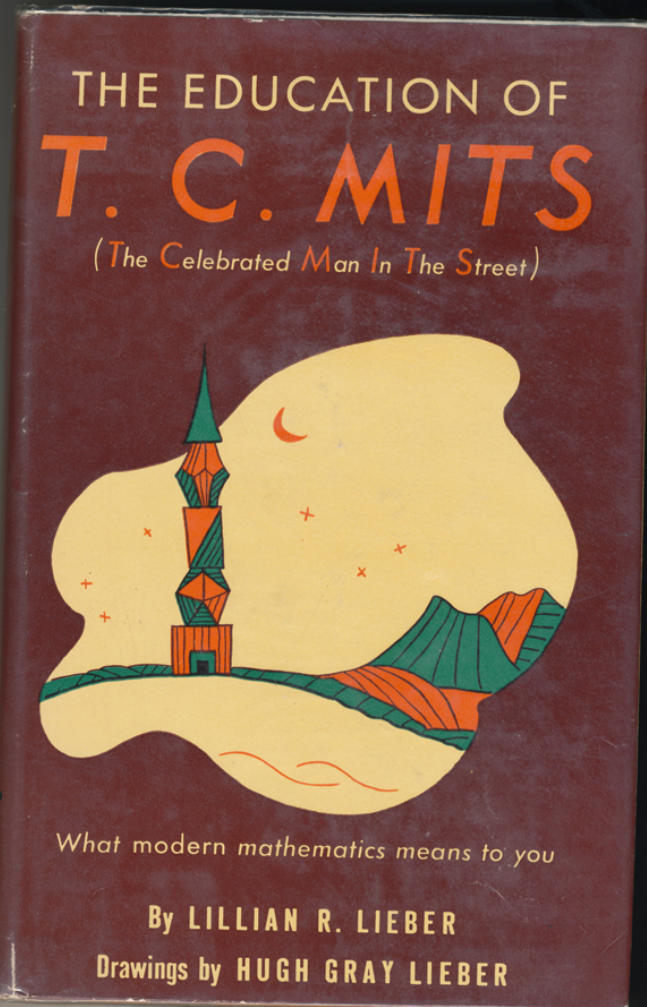 THE EDUCATION OF
T. C. MITS
(The Celebrated Man In The Street)
What modern mathematics means to you
By LILLIAN R. LIEBER
Drawings by HUGH GRAY LIEBER